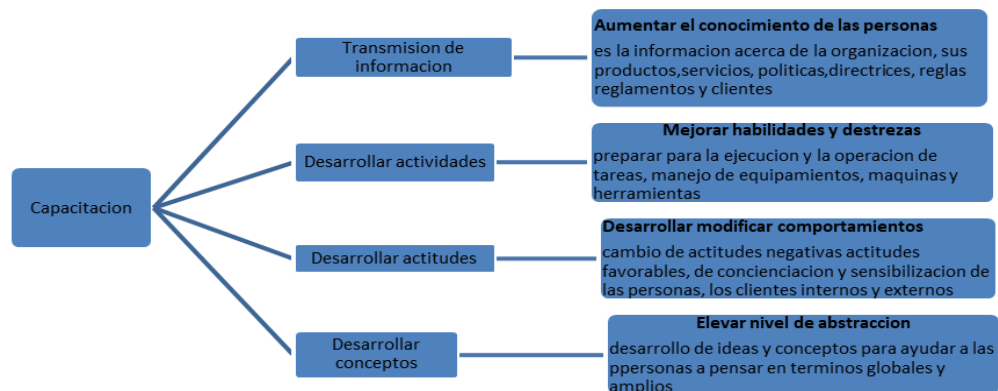 Capacitacion
Transmision de
informacion
Aumentar el conocimiento de las personas
es la informacion acerca de la organizacion, sus
productos,servicios, politicas,directrices, reglas
reglamentos y clientes
Desarrollar actividades
Mejorar habilidades y destrezas
preparar para la ejecucion y la operacion de
tareas, manejo de equipamientos, maquinas y
herramientas
Desarrollar actitudes
Desarrollar modificar comportamientos
cambio de actitudes negativas actitudes
favorables, de concienciacion y sensibilizacion de
las personas, los clientes internos y externos
Desarrollar
conceptos
Elevar nivel de abstraccion
desarrollo de ideas y conceptos para ayudar a las
ppersonas a pensar en terminos globales y
amplios